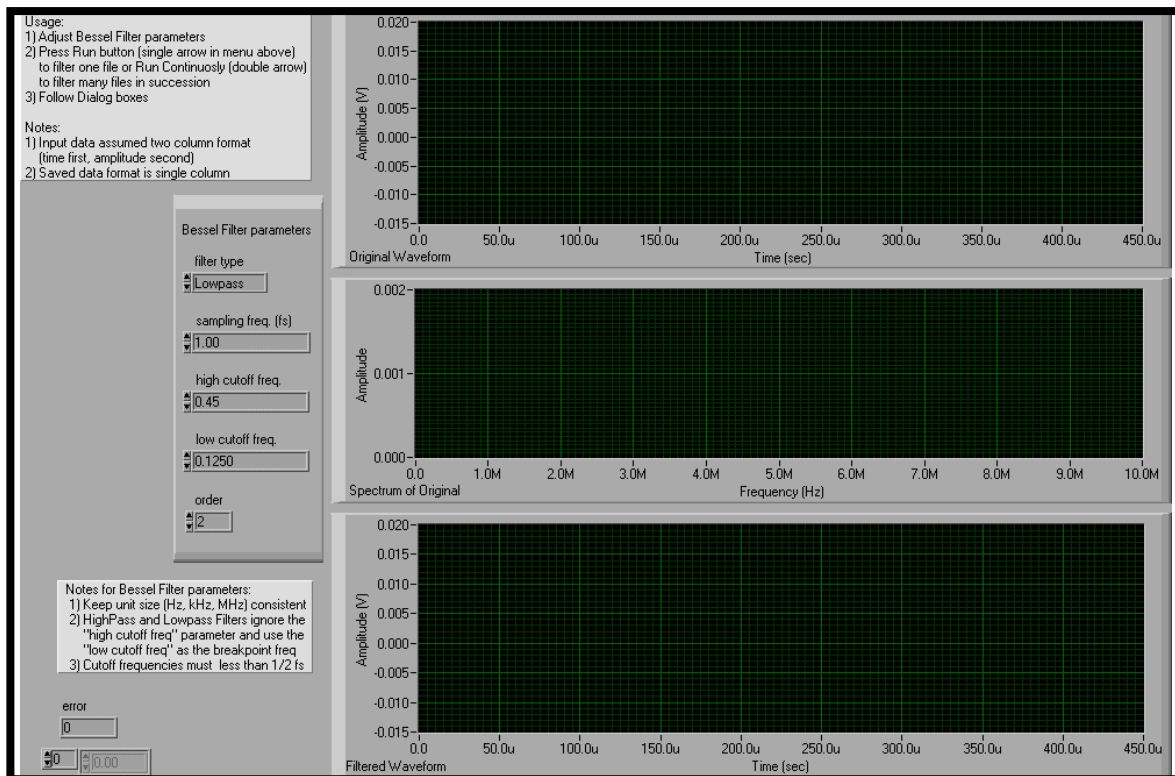 Usage:
1) Adjust Bessel Filter parameters
2) Press Run button (single arrow in menu above)
to filter one file or Run Continuosly (double arrow)
to filter many files in succession
3) Follow Dialog boxes
Notes:
1) Input data assumed two column format
(time first, amplitude second)
2) Saved data format is single column
Bessel Filter parameters
filter type
Lowpass
sampling freq. (fs)
1.00
high cutoff freq.
0.45
low cutoff freq.
0.1250
order
2
Notes for Bessel Filter parameters:
1) Keep unit size (Hz, kHz, MHz) consistent
2) HighPass and Lowpass Filters ignore the
"high cutoff freq" parameter and use the
"low cutoff freq" as the breakpoint freq
3) Cutoff frequencies must less than 1/2 fs
error
0
0 0.00
Amplitude (V)
0.020
0.015
0.010
0.005
0.000
-0.005
-0.010
-0.015
0.0 50.0u 100.0u 150.0u 200.0u 250.0u 300.0u 350.0u 400.0u 450.0u
Original Waveform Time (sec)
Amplitude
0.002
0.001
0.000
0.0 1.0M 2.0M 3.0M 4.0M 5.0M 6.0M 7.0M 8.0M 9.0M 10.0M
Spectrum of Original Frequency (Hz)
Amplitude (V)
0.020
0.015
0.010
0.005
0.000
-0.005
-0.010
-0.015
0.0 50.0u 100.0u 150.0u 200.0u 250.0u 300.0u 350.0u 400.0u 450.0u
Filtered Waveform Time (sec)